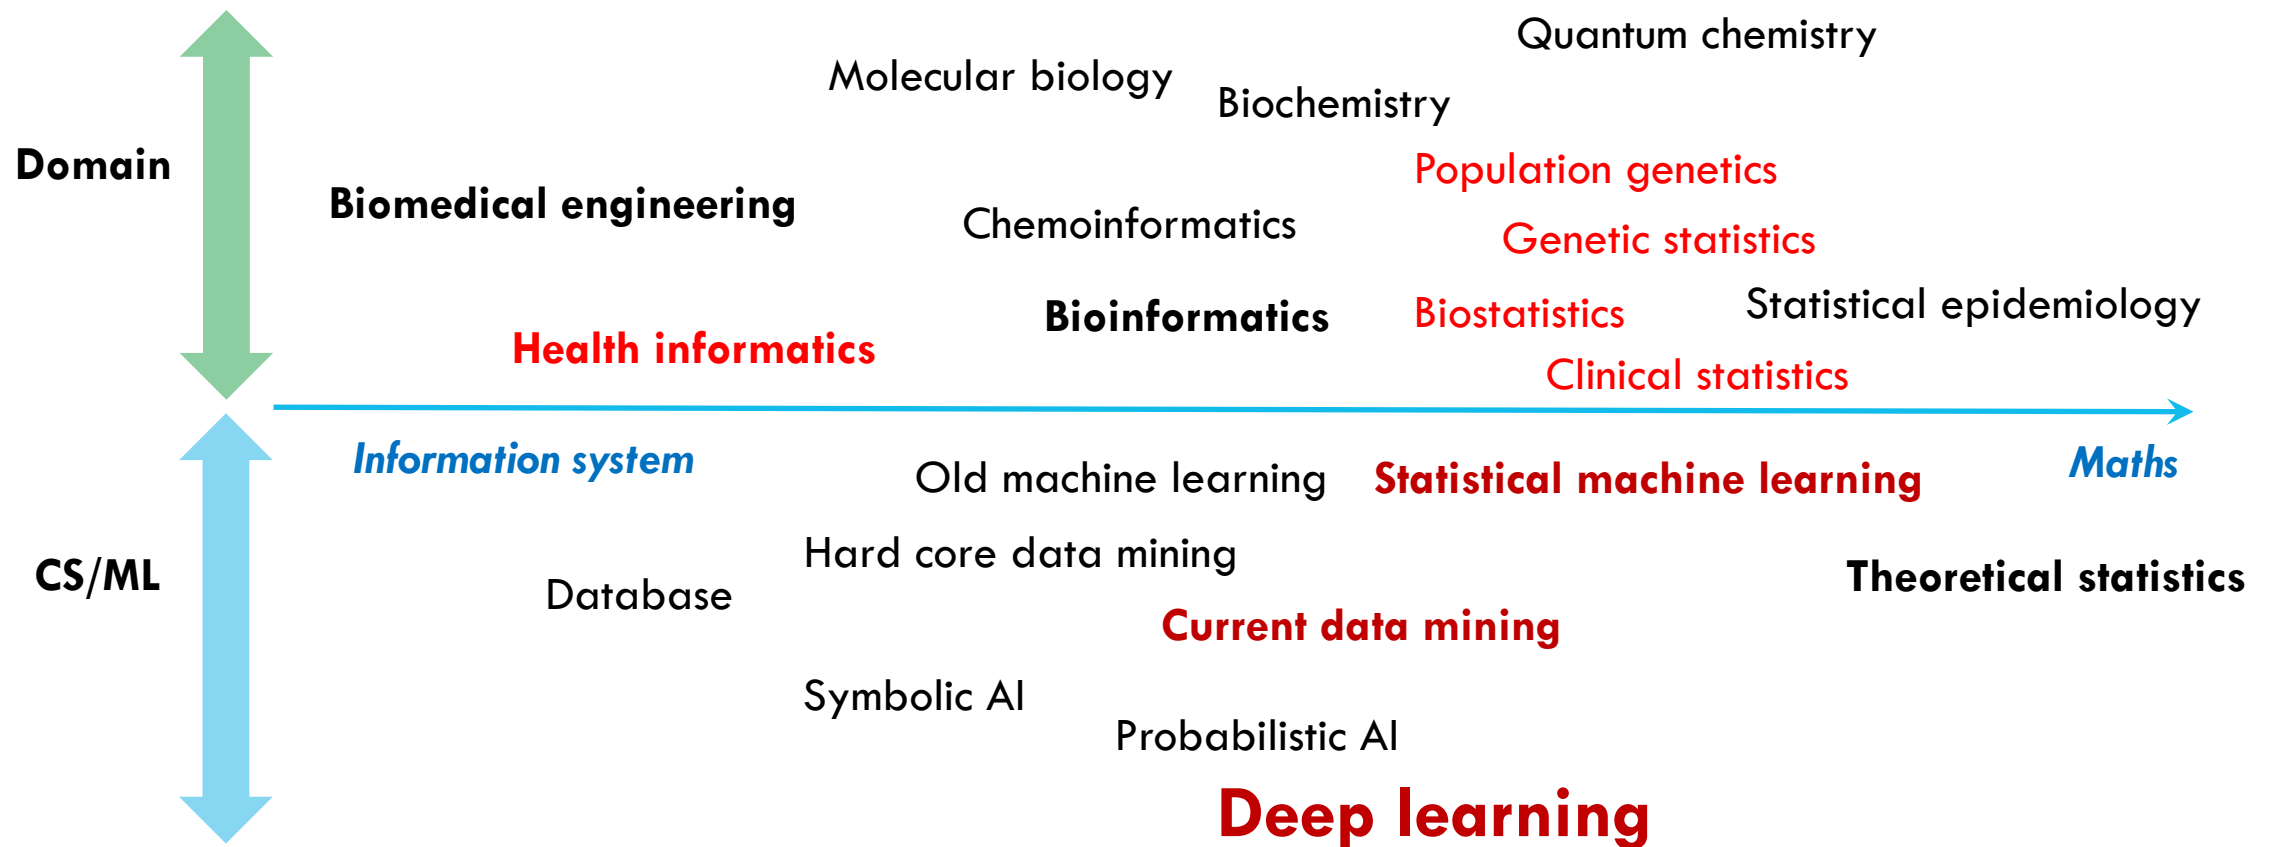 Quantum chemistry
Molecular biology
Biochemistry
Domain
Population genetics
Biomedical engineering
Chemoinformatics
Genetic statistics
Bioinformatics
Biostatistics
Statistical epidemiology
Health informatics
Clinical statistics
Information system
Maths
Old machine learning
Statistical machine learning
Hard core data mining
CS/ML
Theoretical statistics
Database
Current data mining
Symbolic AI
Probabilistic AI
Deep learning